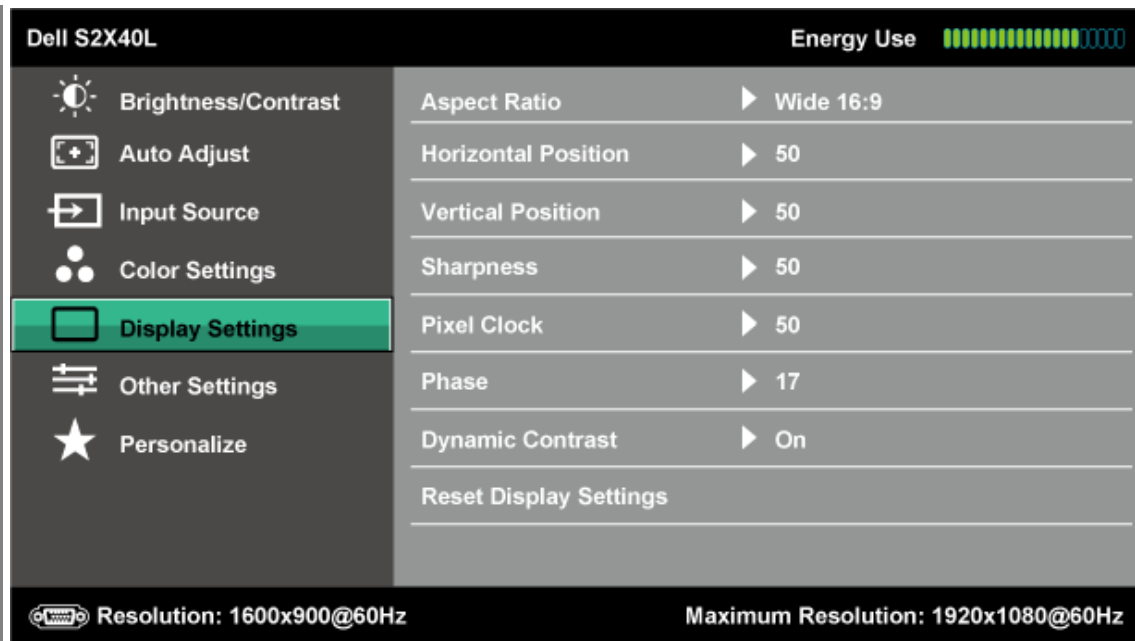 Dell S2X40L Energy Use
Brightness/Contrast Aspect Ratio Wide 16:9
Auto Adjust Horizontal Position 50
Input Source Vertical Position 50
Color Settings Sharpness 50
Display Settings Pixel Clock 50
Other Settings Phase 17
Personalize Dynamic Contrast On
Reset Display Settings
Resolution: 1600x900@60Hz Maximum Resolution: 1920x1080@60Hz